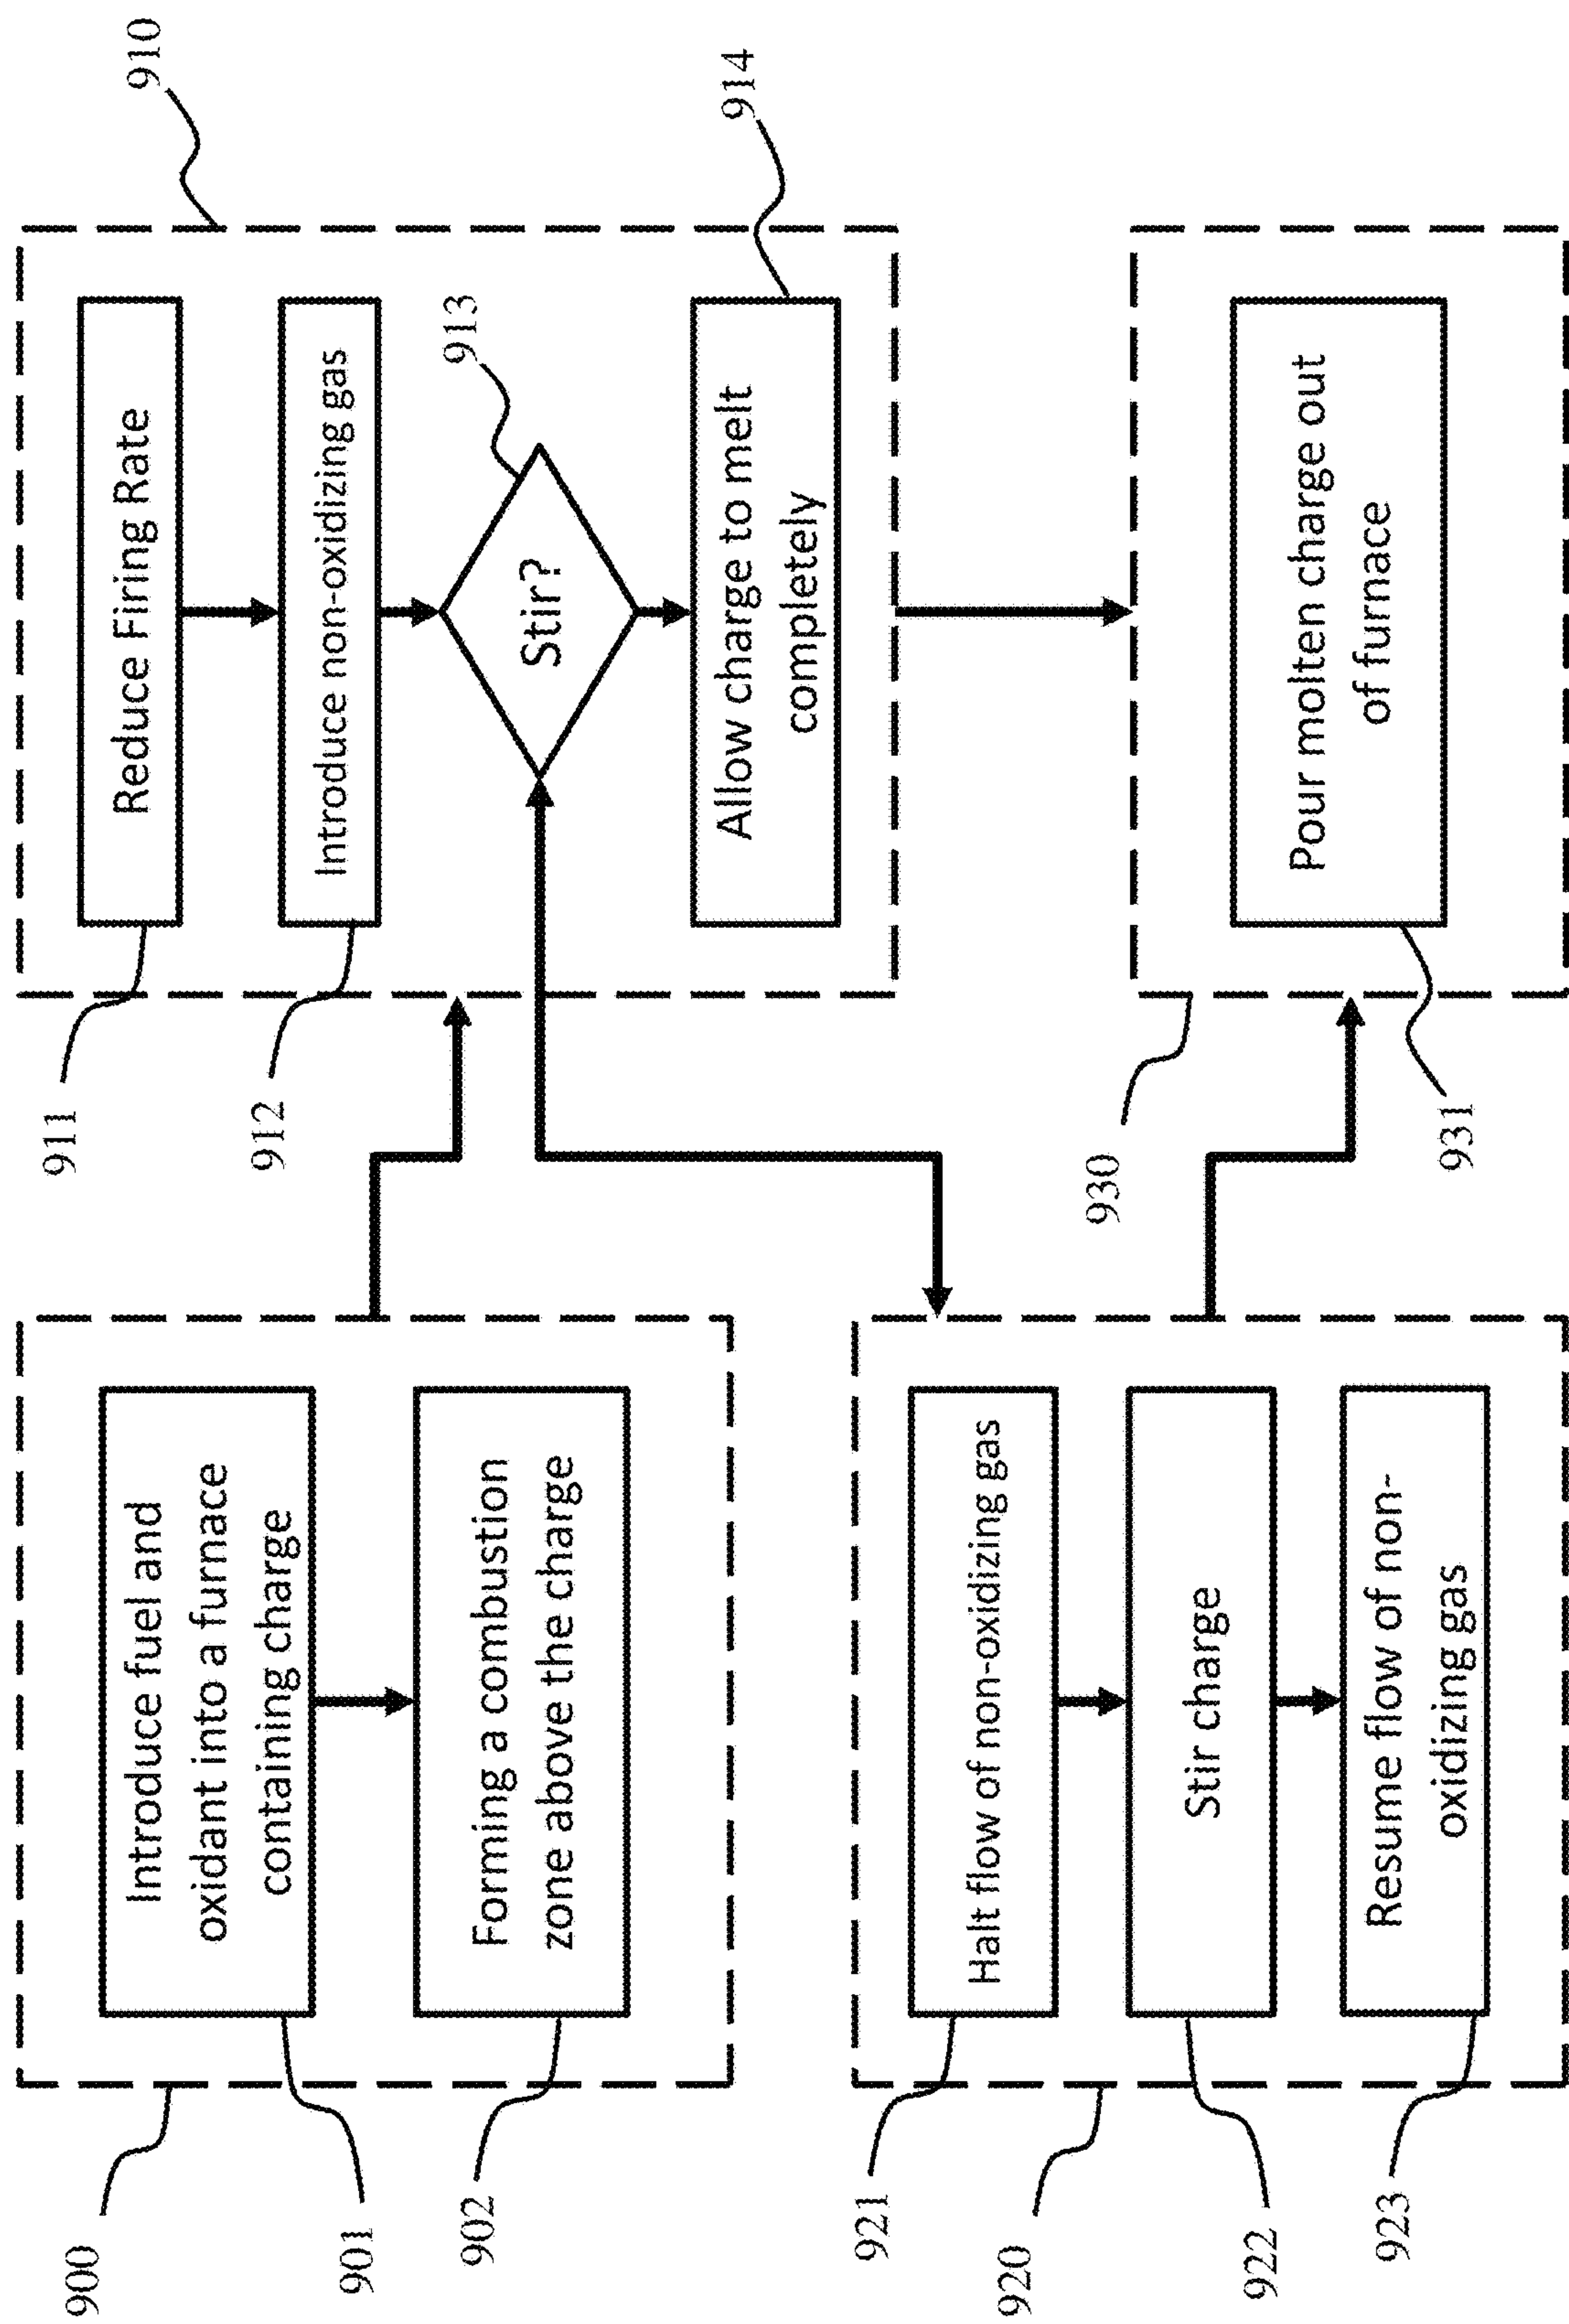 900
901
Introduce fuel and
oxidant into a furnace
containing charge
902
Forming a combustion
zone above the charge
910
911
Reduce Firing Rate
912
Introduce non-oxidizing gas
913
Stir?
914
Allow charge to melt
completely
920
921
Halt flow of non-oxidizing gas
922
Stir charge
923
Resume flow of non-
oxidizing gas
930
931
Pour molten charge out
of furnace